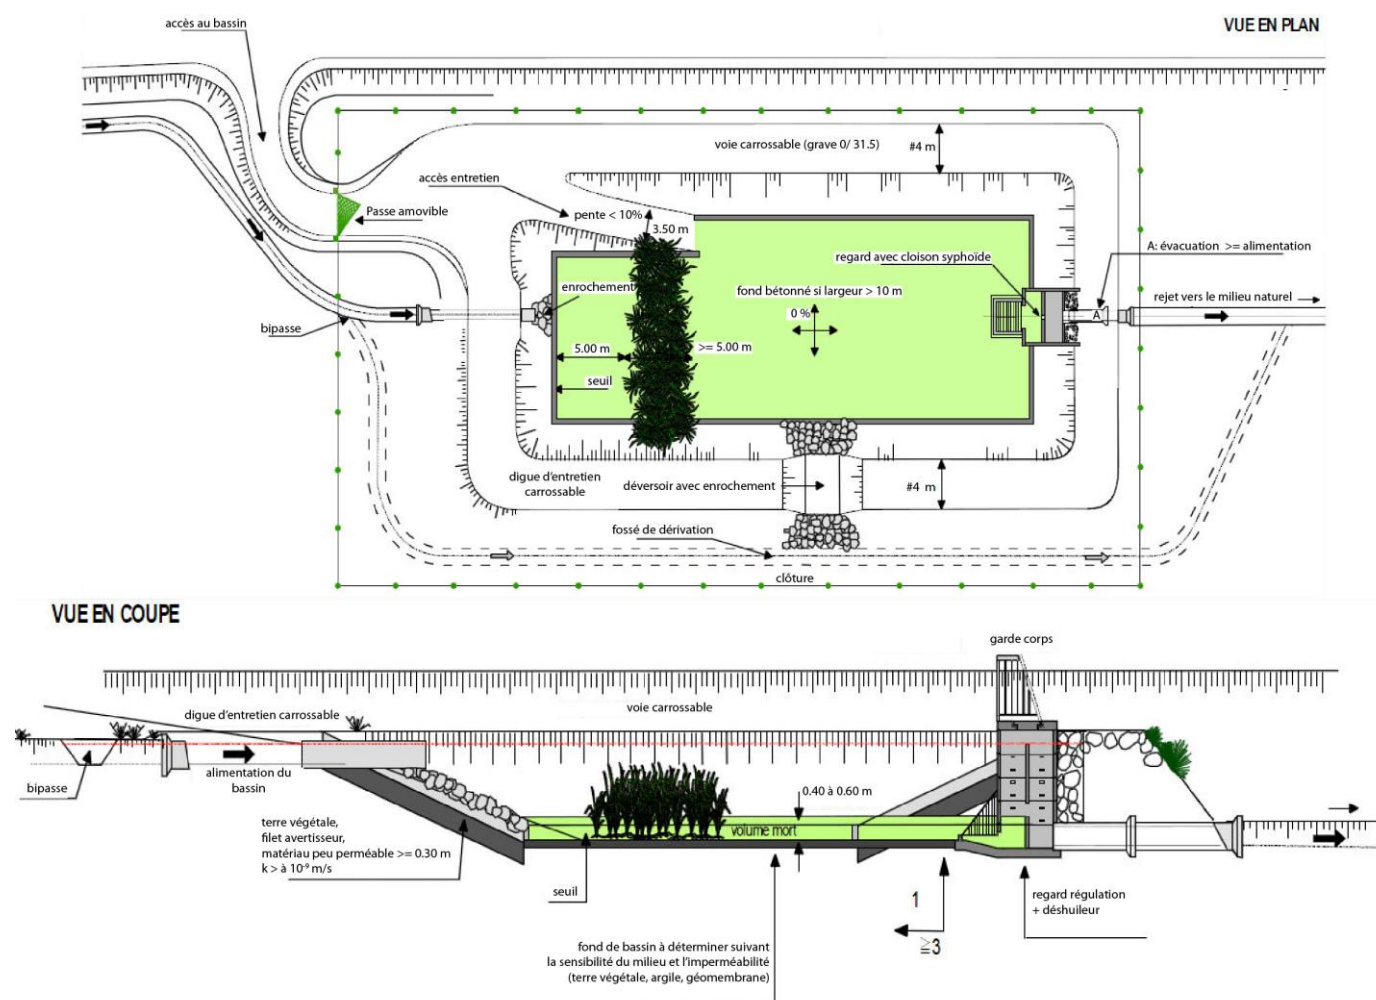 accès au bassin
VUE EN PLAN
voie carrossable (grave 0/ 31.5)
#4 m
accès entretien
Passe amovible
pente < 10%
3.50 m
A: évacuation >= alimentation
regard avec cloison syphoïde
enrochement
fond bétonné si largeur > 10 m
rejet vers le milieu naturel
0 %
A
bipasse
5.00 m
>= 5.00 m
seuil
digue d'entretien
carrossable
déversoir avec enrochement
#4 m
fossé de dérivation
clôture
VUE EN COUPE
garde corps
digue d'entretien carrossable
voie carrossable
alimentation du
bassin
bipasse
0.40 à 0.60 m
terre végétale,
filet avertisseur,
matériau peu perméable >= 0.30 m
k > à 10⁻⁹ m/s
volume mort
seuil
1
≧3
regard régulation
+ déshuileur
fond de bassin à déterminer suivant
la sensibilité du milieu et l'imperméabilité
(terre végétale, argile, géomembrane)